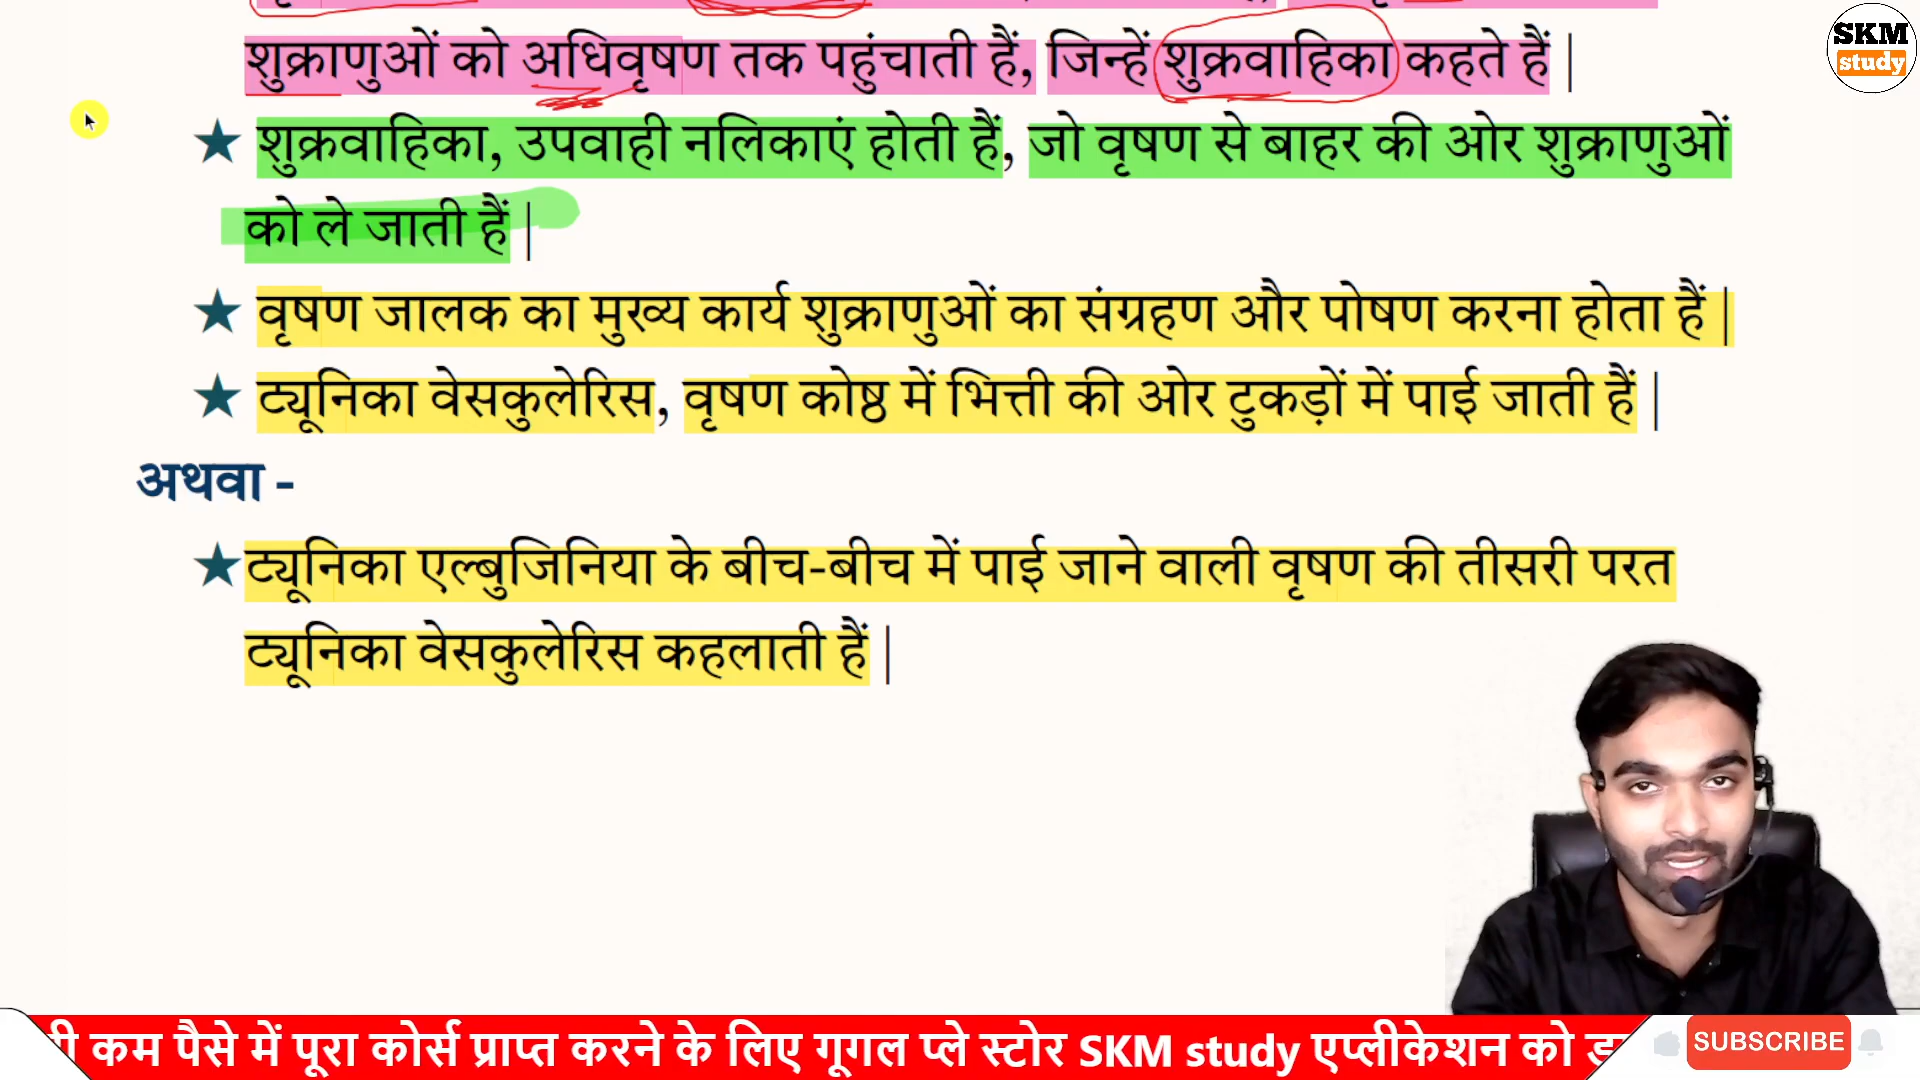 शुक्राणुओं को अधिवृषण तक पहुंचाती हैं, जिन्हें शुक्रवाहिका कहते हैं |
SKM
study
★ शुक्रवाहिका, उपवाही नलिकाएं होती हैं, जो वृषण से बाहर की ओर शुक्राणुओं
को ले जाती हैं |
★ वृषण जालक का मुख्य कार्य शुक्राणुओं का संग्रहण और पोषण करना होता हैं |
★ ट्यूनिका वेसकुलेरिस, वृषण कोष्ठ में भित्ती की ओर टुकड़ों में पाई जाती हैं |
अथवा -
★ ट्यूनिका एल्बुजिनिया के बीच-बीच में पाई जाने वाली वृषण की तीसरी परत
ट्यूनिका वेसकुलेरिस कहलाती हैं |
कम पैसे में पूरा कोर्स प्राप्त करने के लिए गूगल प्ले स्टोर SKM study एप्लीकेशन को
SUBSCRIBE